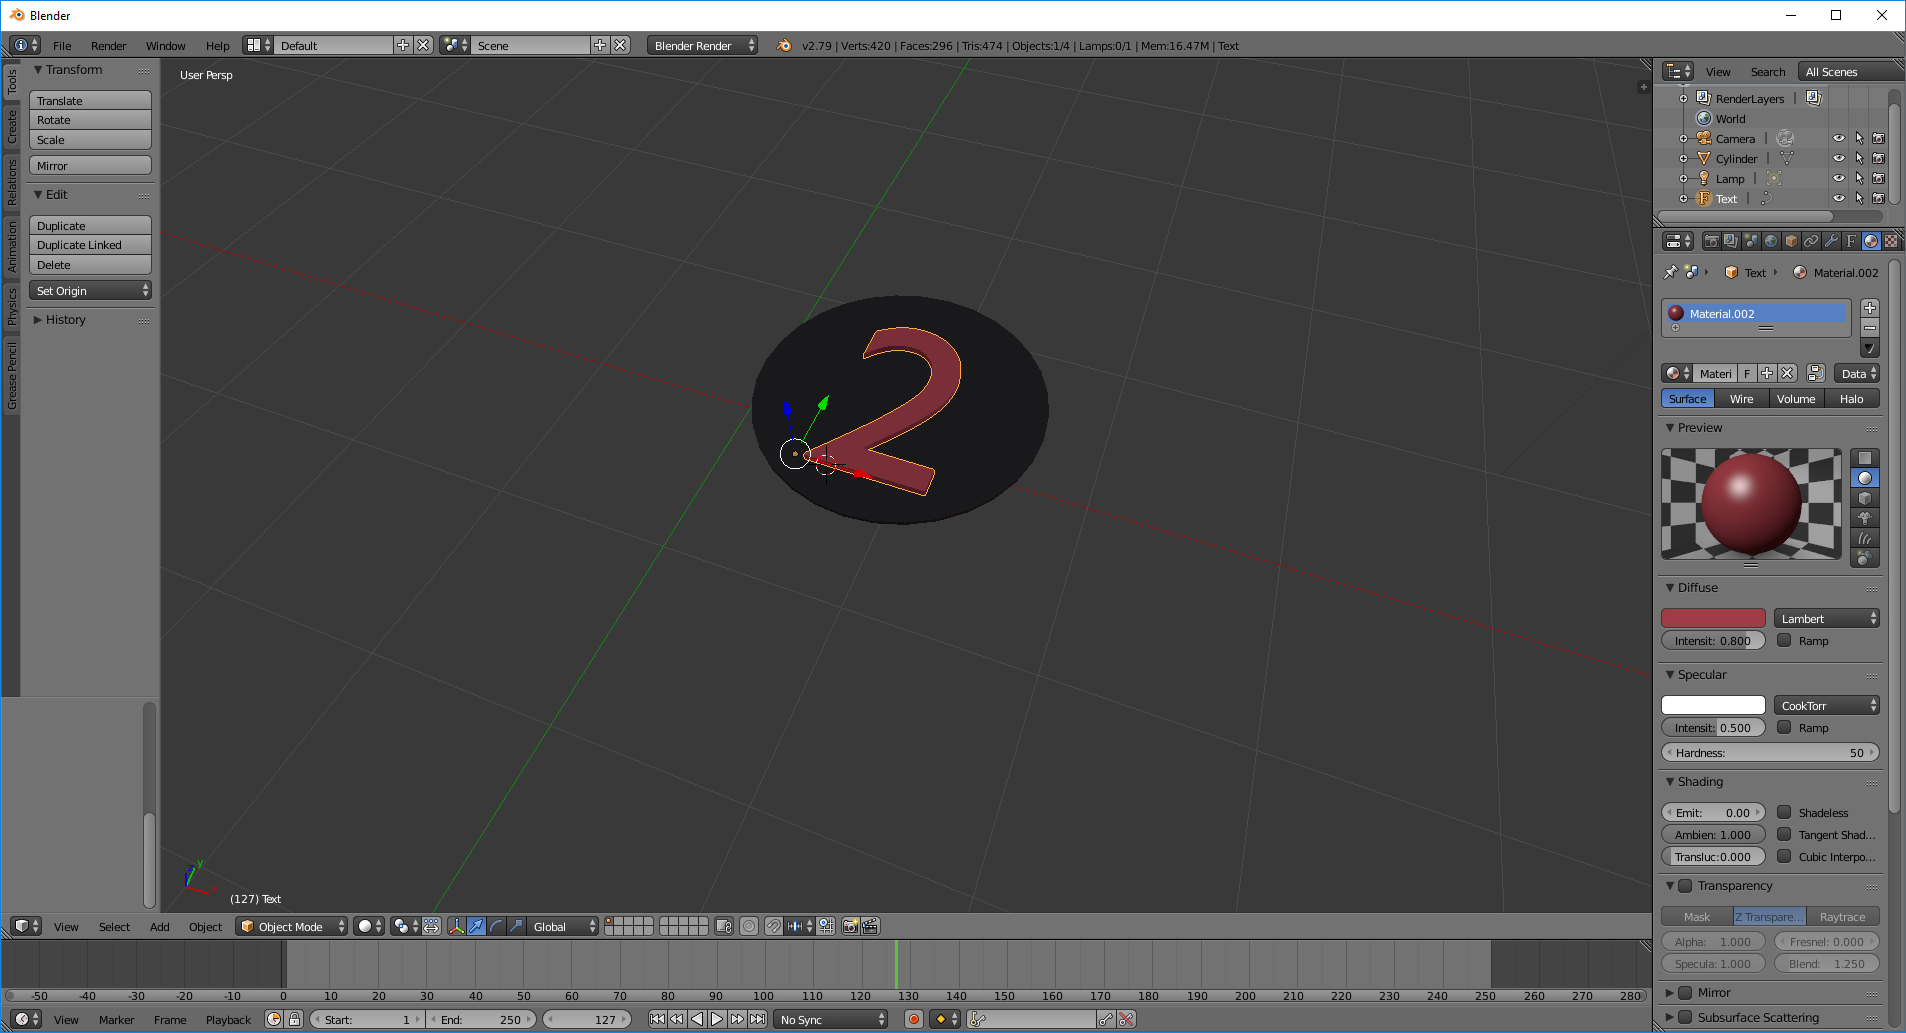 Blender
File Render Window Help Default Scene Blender Render v2.79 | Verts:420 | Faces:296 | Tris:474 | Objects:1/4 | Lamps:0/1 | Mem:16.47M | Text
Tools
Create
Relations
Animation
Physics
Grease Pencil
Transform
Translate
Rotate
Scale
Mirror
Edit
Duplicate
Duplicate Linked
Delete
Set Origin
History
User Persp
2
y
x
(127) Text
View Select Add Object Object Mode Global
-50 -40 -30 -20 -10 0 10 20 30 40 50 60 70 80 90 100 110 120 130 140 150 160 170 180 190 200 210 220 230 240 250 260 270 280
View Marker Frame Playback Start: 1 End: 250 127 No Sync
View Search All Scenes
RenderLayers |
World
Camera |
Cylinder |
Lamp |
Text |
Text Material.002
Material.002
Materi F Data
Surface Wire Volume Halo
Preview
Diffuse
Lambert
Intensit: 0.800 Ramp
Specular
CookTorr
Intensit: 0.500 Ramp
Hardness: 50
Shading
Emit: 0.00 Shadeless
Ambien: 1.000 Tangent Shad...
Transluc:0.000 Cubic Interpo...
Transparency
Mask Z Transpare... Raytrace
Alpha: 1.000 Fresnel: 0.000
Specula: 1.000 Blend: 1.250
Mirror
Subsurface Scattering